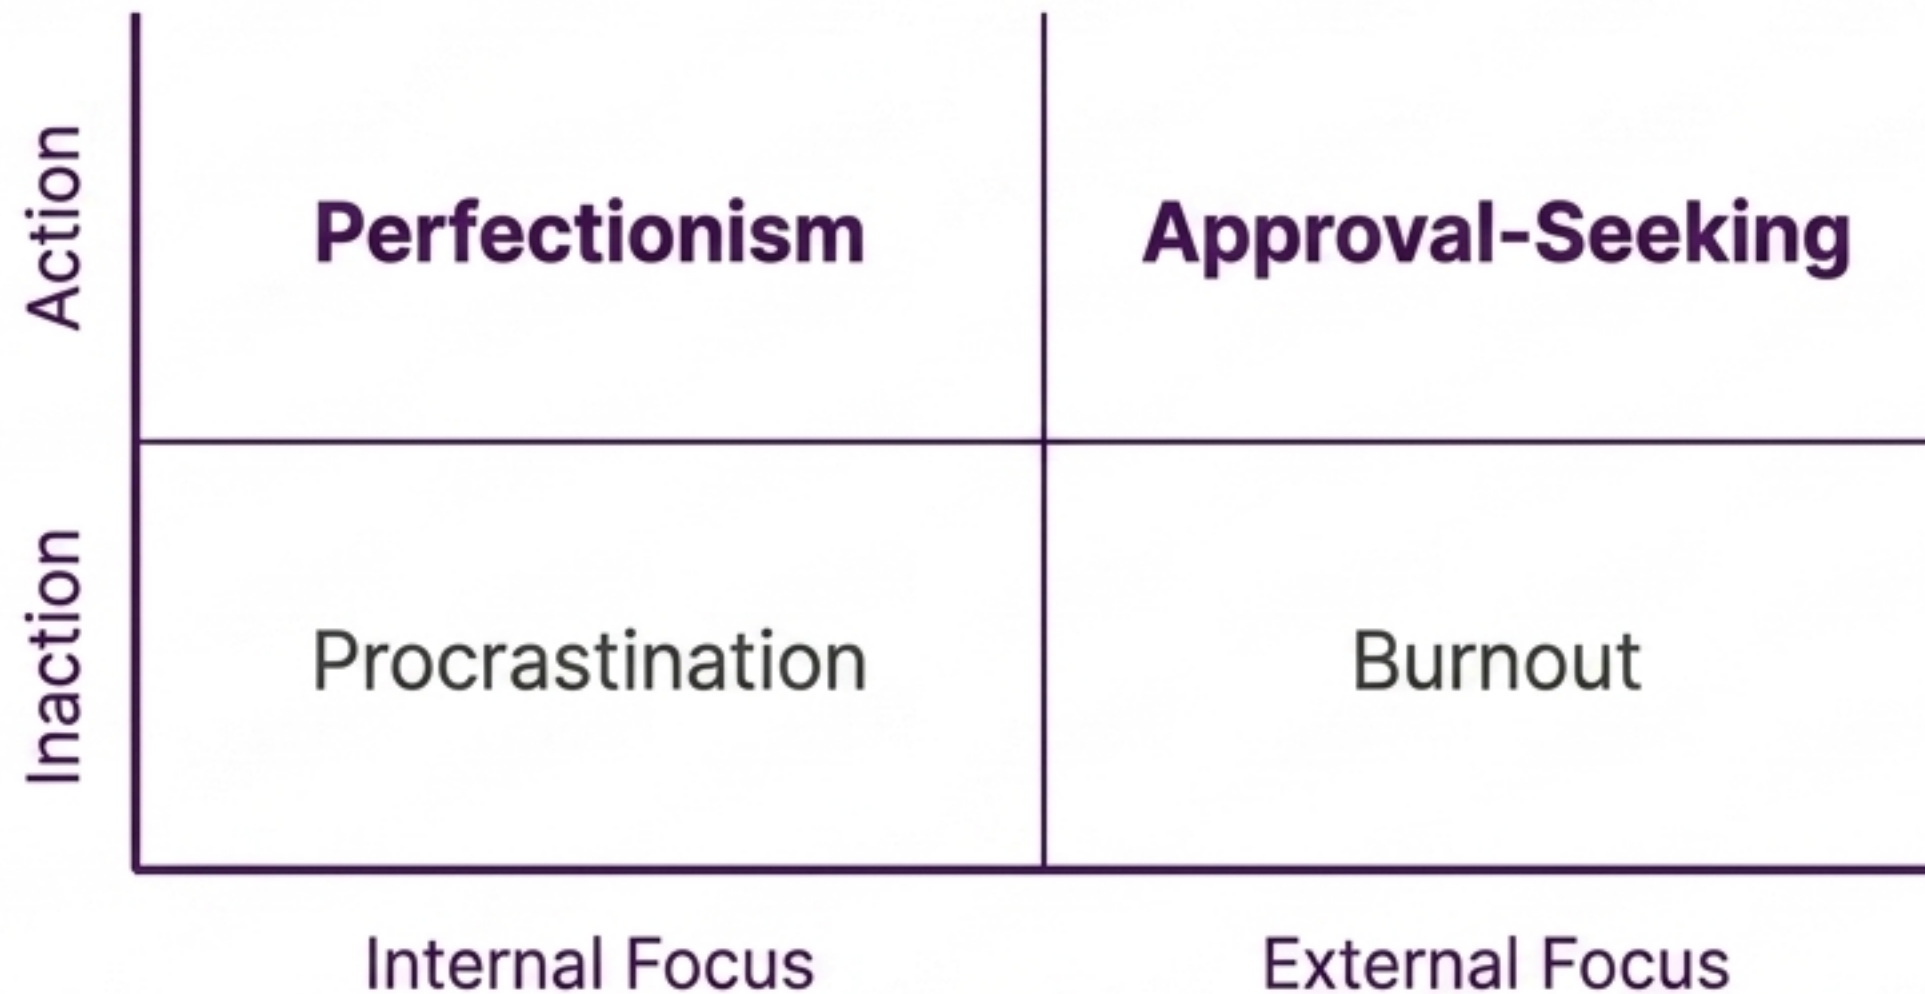 Action
Perfectionism
Approval-Seeking
Inaction
Procrastination
Burnout
Internal Focus
External Focus